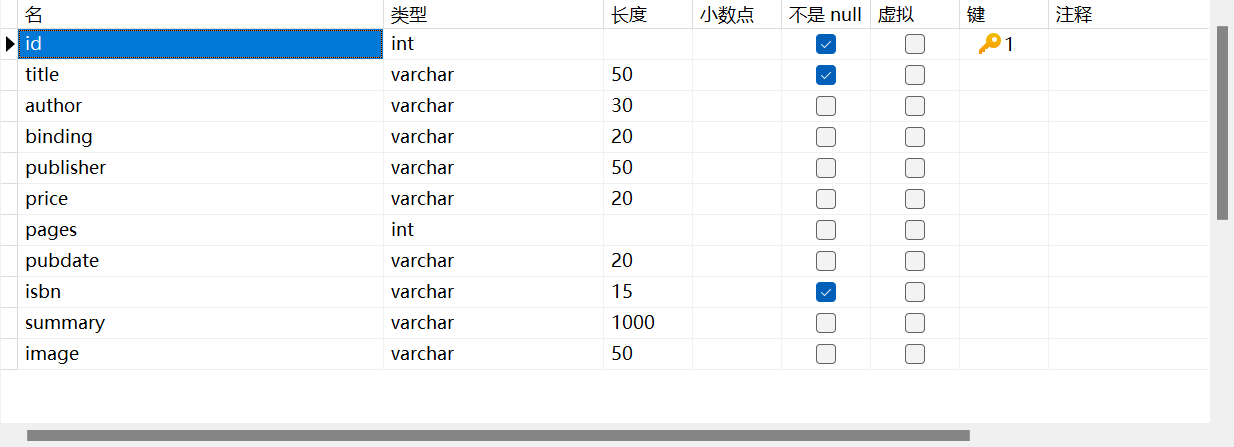 名 类型 长度 小数点 不是 null 虚拟 键 注释
id int 1
title varchar 50
author varchar 30
binding varchar 20
publisher varchar 50
price varchar 20
pages int
pubdate varchar 20
isbn varchar 15
summary varchar 1000
image varchar 50